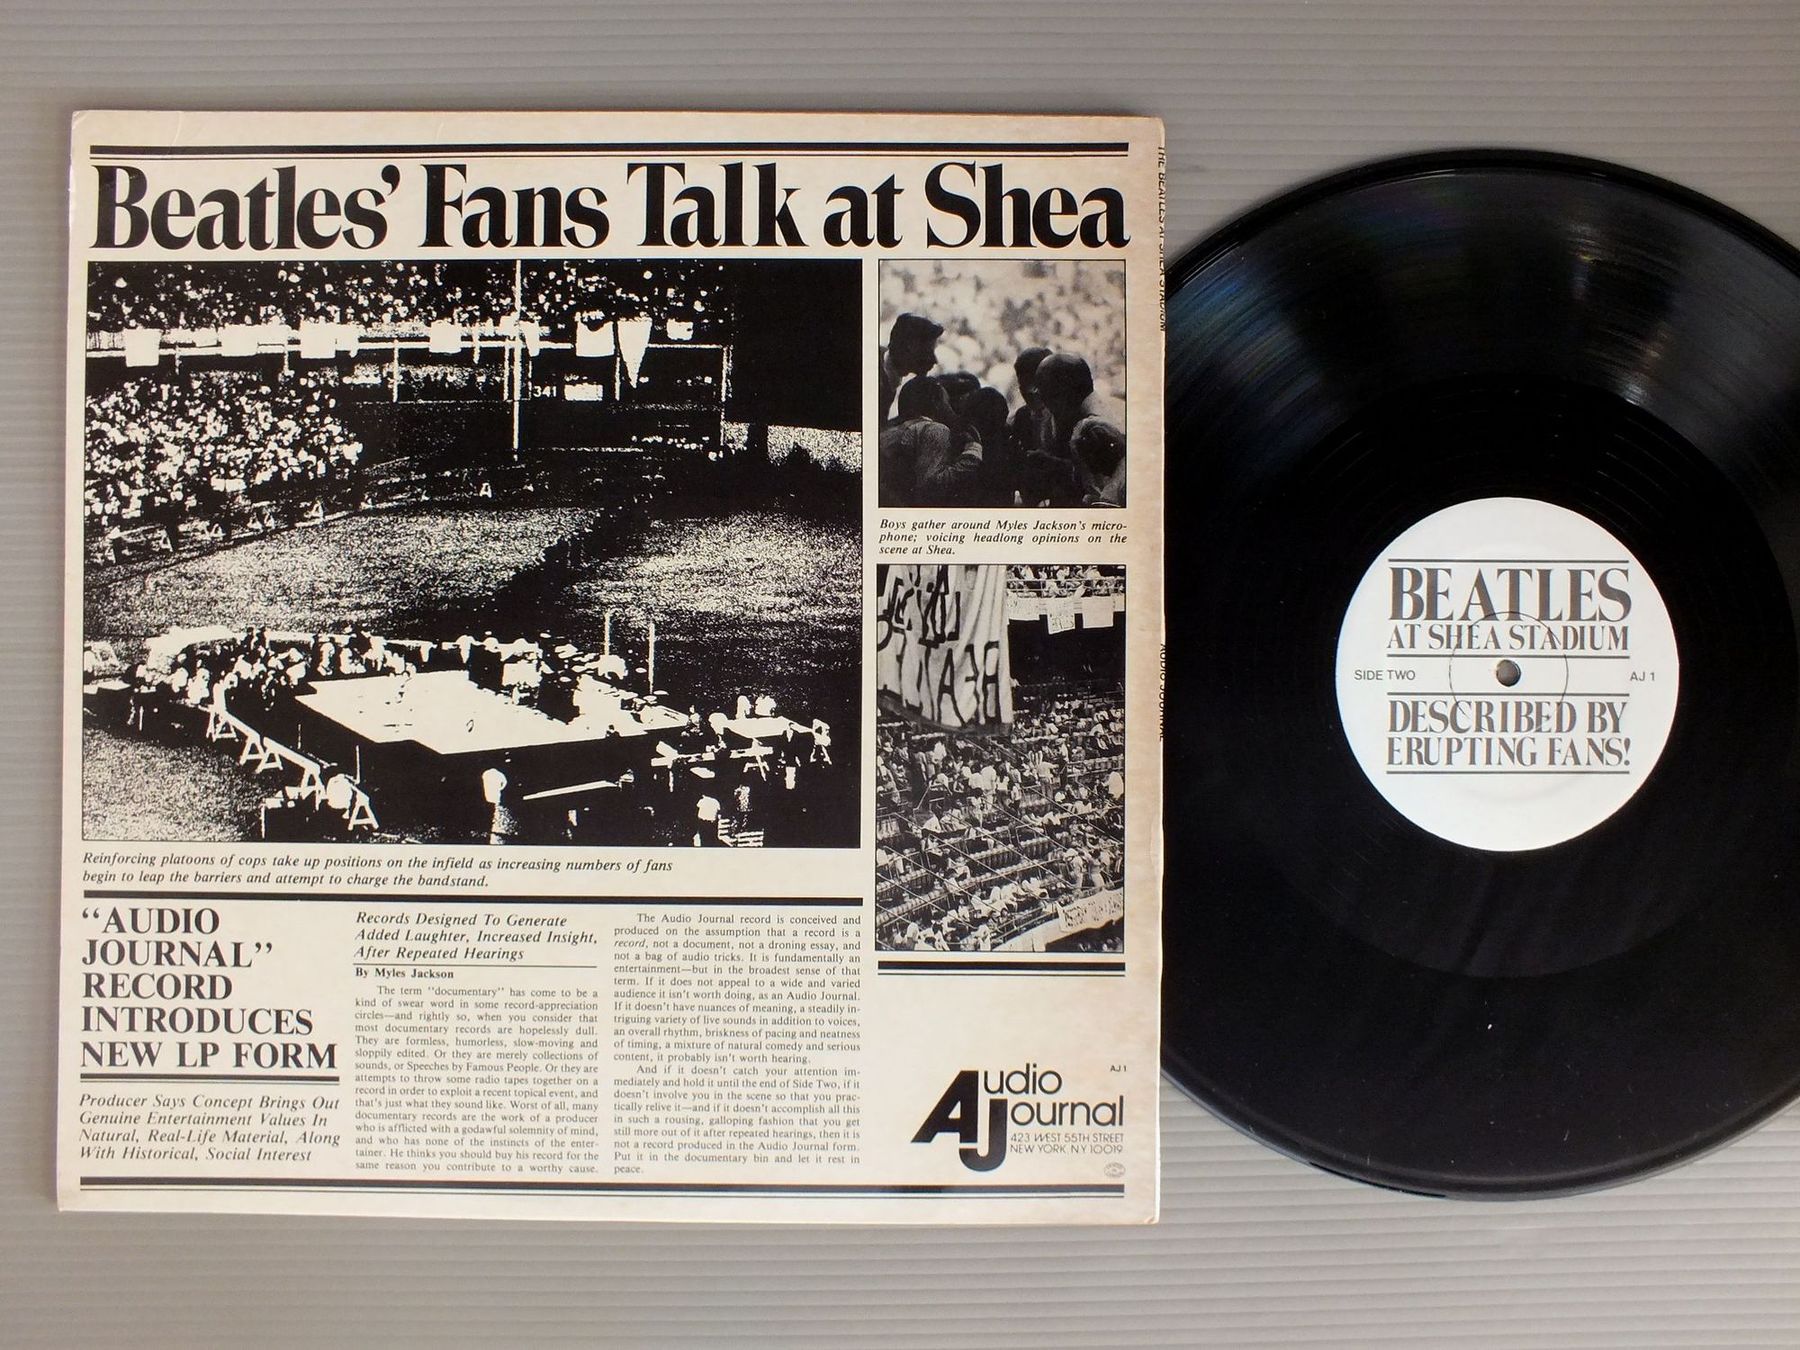 Beatles' Fans Talk at Shea
341
Reinforcing platoons of cops take up positions on the infield as increasing numbers of fans
begin to leap the barriers and attempt to charge the bandstand.
Boys gather around Myles Jackson's micro-
phone; voicing headlong opinions on the
scene at Shea.
"AUDIO
JOURNAL"
RECORD
INTRODUCES
NEW LP FORM
Producer Says Concept Brings Out
Genuine Entertainment Values In
Natural, Real-Life Material, Along
With Historical, Social Interest
Records Designed To Generate
Added Laughter, Increased Insight,
After Repeated Hearings
By Myles Jackson
The term "documentary" has come to be a
kind of swear word in some record-appreciation
circles—and rightly so, when you consider that
most documentary records are hopelessly dull.
They are formless, humorless, slow-moving and
sloppily edited. Or they are merely collections of
sounds, or Speeches by Famous People. Or they are
attempts to throw some radio tapes together on a
record in order to exploit a recent topical event, and
that's just what they sound like. Worst of all, many
documentary records are the work of a producer
who is afflicted with a godawful solemnity of mind,
and who has none of the instincts of the enter-
tainer. He thinks you should buy his record for the
same reason you contribute to a worthy cause.
The Audio Journal record is conceived and
produced on the assumption that a record is a
record, not a document, not a droning essay, and
not a bag of audio tricks. It is fundamentally an
entertainment—but in the broadest sense of that
term. If it does not appeal to a wide and varied
audience it isn't worth doing, as an Audio Journal.
If it doesn't have nuances of meaning, a steadily in-
triguing variety of live sounds in addition to voices,
an overall rhythm, briskness of pacing and neatness
of timing, a mixture of natural comedy and serious
content, it probably isn't worth hearing.
And if it doesn't catch your attention im-
mediately and hold it until the end of Side Two, if it
doesn't involve you in the scene so that you prac-
tically relive it—and if it doesn't accomplish all this
in such a rousing, galloping fashion that you get
still more out of it after repeated hearings, then it is
not a record produced in the Audio Journal form.
Put it in the documentary bin and let it rest in
peace.
AJ 1
Audio
Journal
423 WEST 55TH STREET
NEW YORK, N.Y. 10019
THE BEATLES AT SHEA STADIUM
AUDIO JOURNAL
BEATLES
AT SHEA STADIUM
SIDE TWO
AJ 1
DESCRIBED BY
ERUPTING FANS!